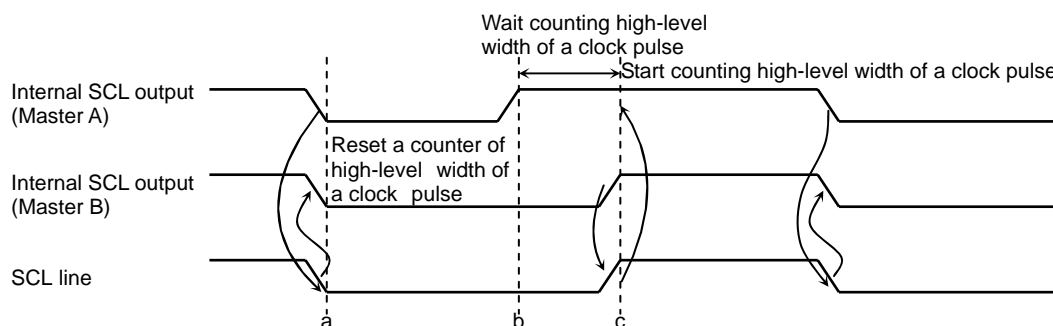 Wait counting high-level
width of a clock pulse
Start counting high-level width of a clock pulse
Internal SCL output
(Master A)
Reset a counter of
high-level width of
a clock pulse
Internal SCL output
(Master B)
SCL line
a
b
c